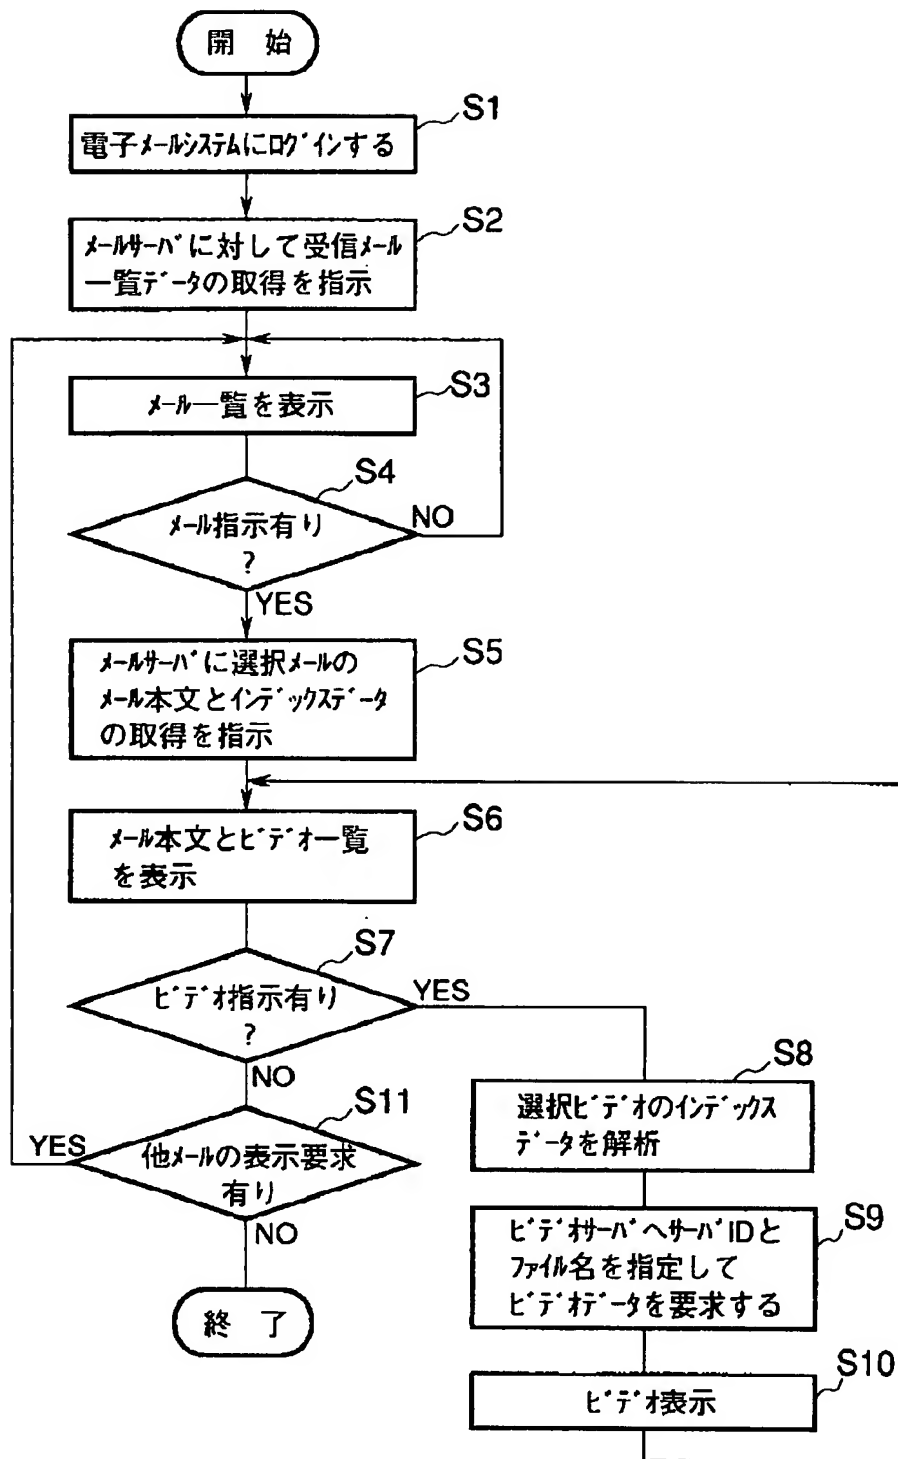 開 始
S1
電子メールシステムにログインする
S2
メールサーバに対して受信メール
一覧データの取得を指示
S3
メール一覧を表示
S4
メール指示有り
?
NO
YES
S5
メールサーバに選択メールの
メール本文とインデックスデータ
の取得を指示
S6
メール本文とビデオ一覧
を表示
S7
ビデオ指示有り
?
YES
NO
S8
選択ビデオのインデックス
データを解析
S11
YES
他メールの表示要求
有り
NO
S9
ビデオサーバへサーバIDと
ファイル名を指定して
ビデオデータを要求する
終 了
S10
ビデオ表示